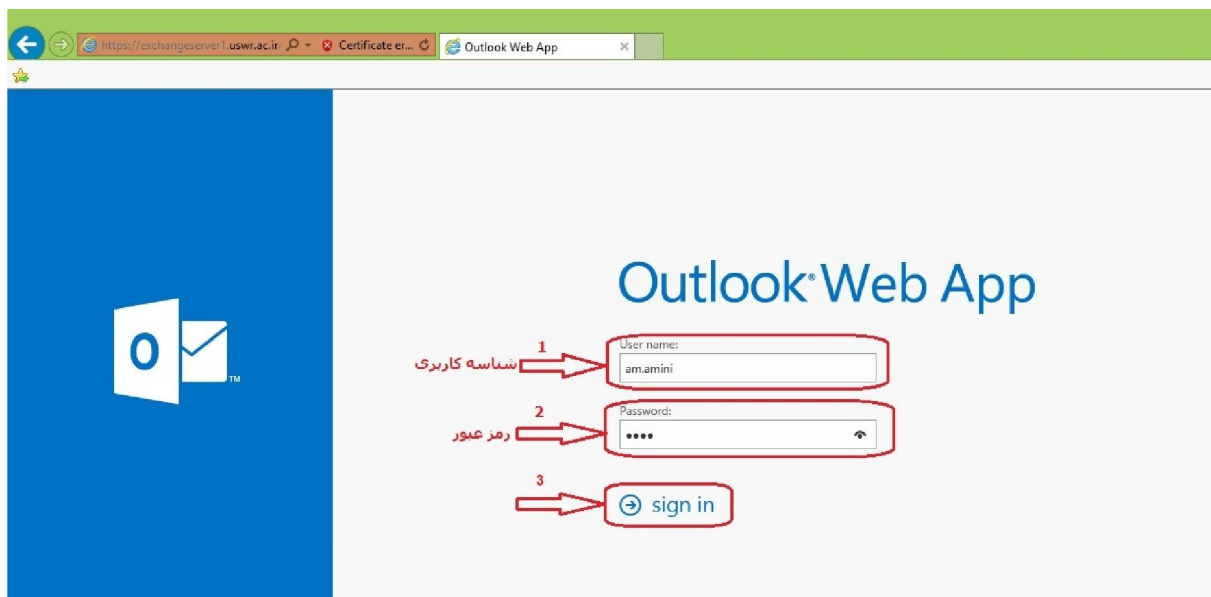 https://exchangeserver1.uswr.ac.ir
Certificate er...
Outlook Web App
O
TM
Outlook® Web App
1
User name:
شناسه کاربری
am.amini
2
Password:
رمز عبور
••••
3
sign in